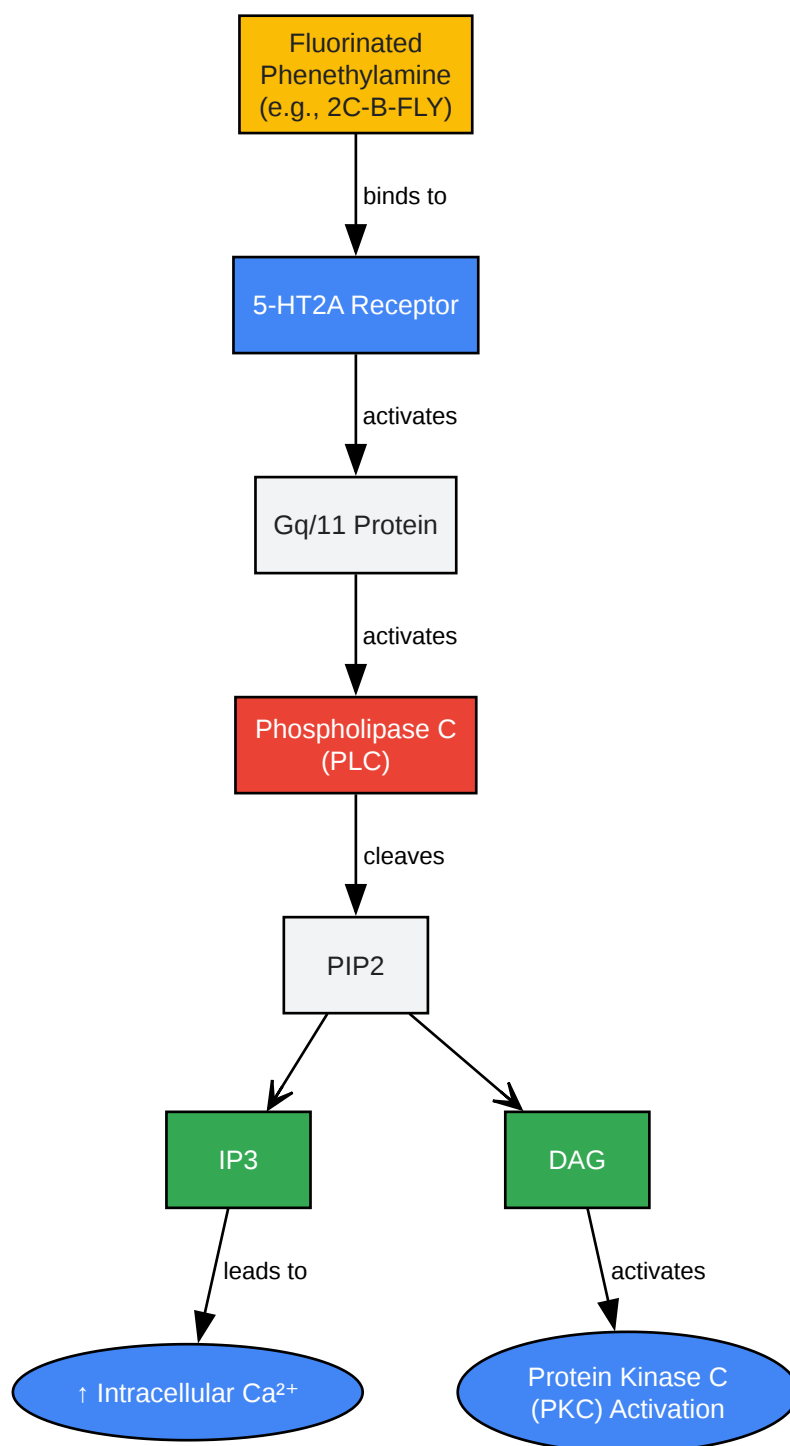 Fluorinated
Phenethylamine
(e.g., 2C-B-FLY)
binds to
5-HT2A Receptor
activates
Gq/11 Protein
activates
Phospholipase C
(PLC)
cleaves
PIP2
IP3
DAG
leads to
activates
↑ Intracellular Ca²⁺
Protein Kinase C
(PKC) Activation